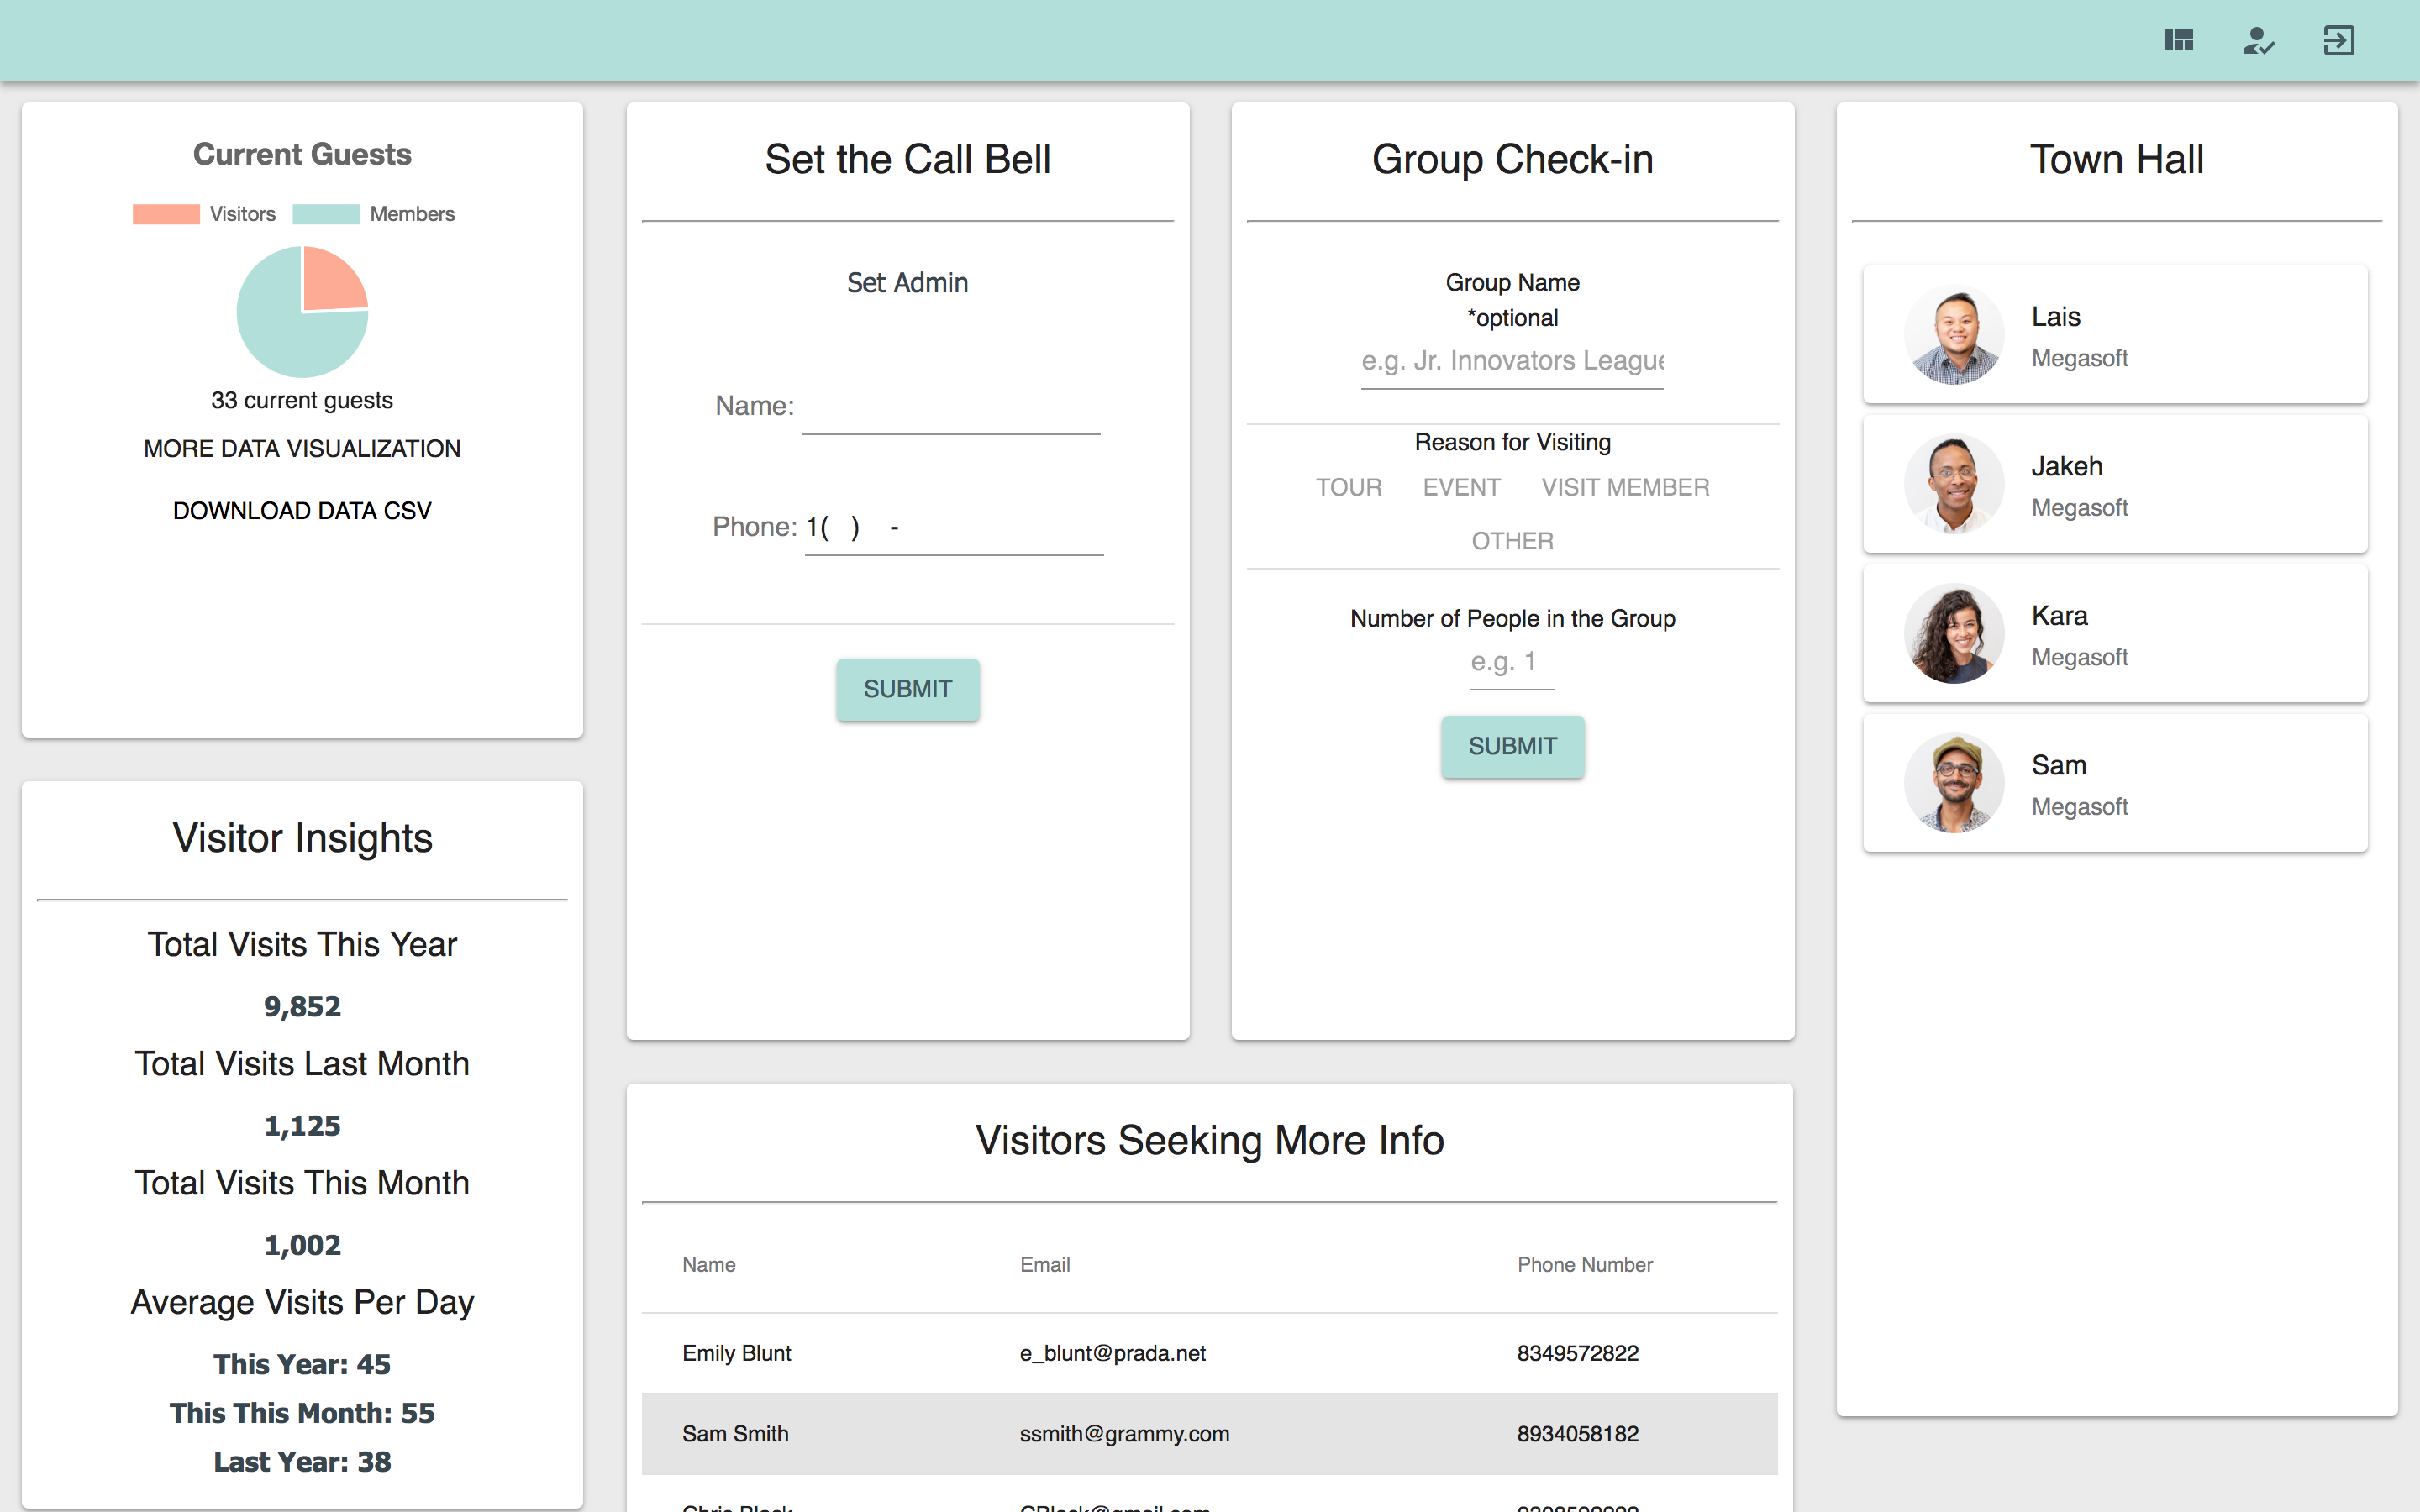 Current Guests
Visitors Members
33 current guests
MORE DATA VISUALIZATION
DOWNLOAD DATA CSV
Visitor Insights
Total Visits This Year
9,852
Total Visits Last Month
1,125
Total Visits This Month
1,002
Average Visits Per Day
This Year: 45
This This Month: 55
Last Year: 38
Set the Call Bell
Set Admin
Name:
Phone: 1( ) -
SUBMIT
Group Check-in
Group Name
*optional
e.g. Jr. Innovators League
Reason for Visiting
TOUR EVENT VISIT MEMBER
OTHER
Number of People in the Group
e.g. 1
SUBMIT
Visitors Seeking More Info
Name Email Phone Number
Emily Blunt e_blunt@prada.net 8349572822
Sam Smith ssmith@grammy.com 8934058182
Town Hall
Lais
Megasoft
Jakeh
Megasoft
Kara
Megasoft
Sam
Megasoft